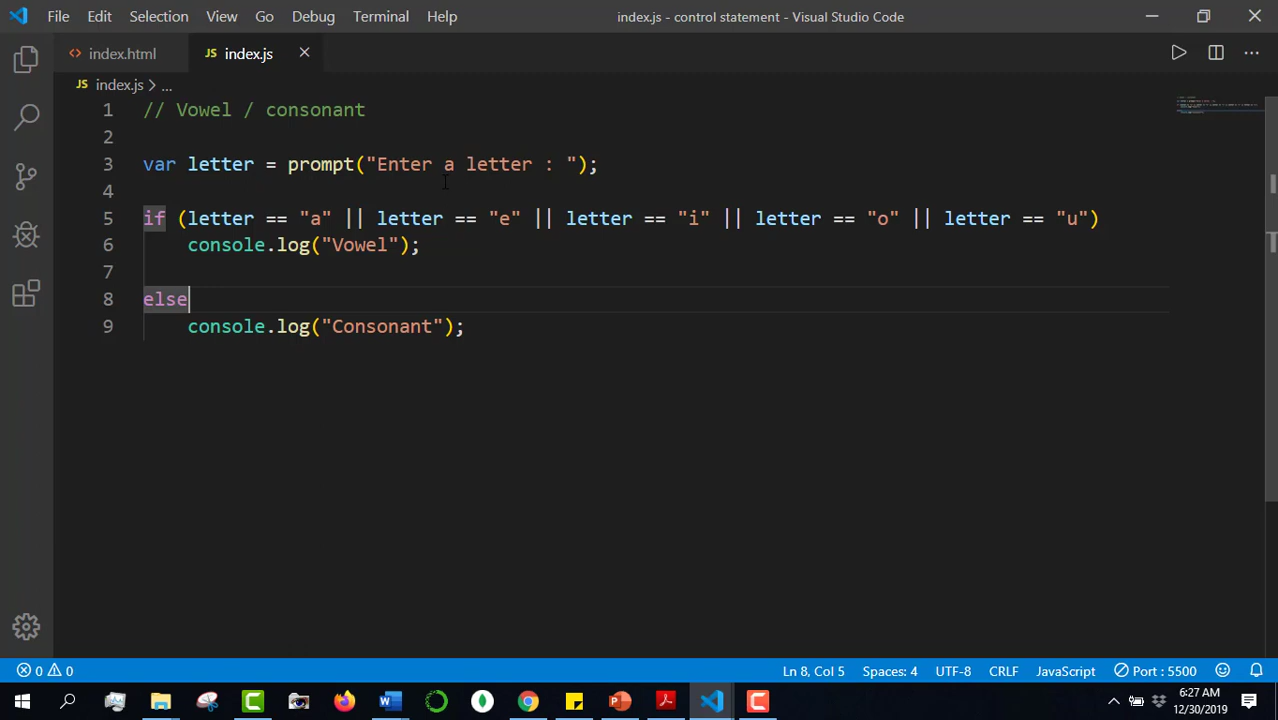 File Edit Selection View Go Debug Terminal Help index.js - control statement - Visual Studio Code
<> index.html JS index.js ×
JS index.js > ...
1 // Vowel / consonant
2
3 var letter = prompt("Enter a letter : ");
4
5 if (letter == "a" || letter == "e" || letter == "i" || letter == "o" || letter == "u")
6     console.log("Vowel");
7
8 else
9     console.log("Consonant");
0 0 Ln 8, Col 5 Spaces: 4 UTF-8 CRLF JavaScript Port : 5500
6:27 AM
12/30/2019